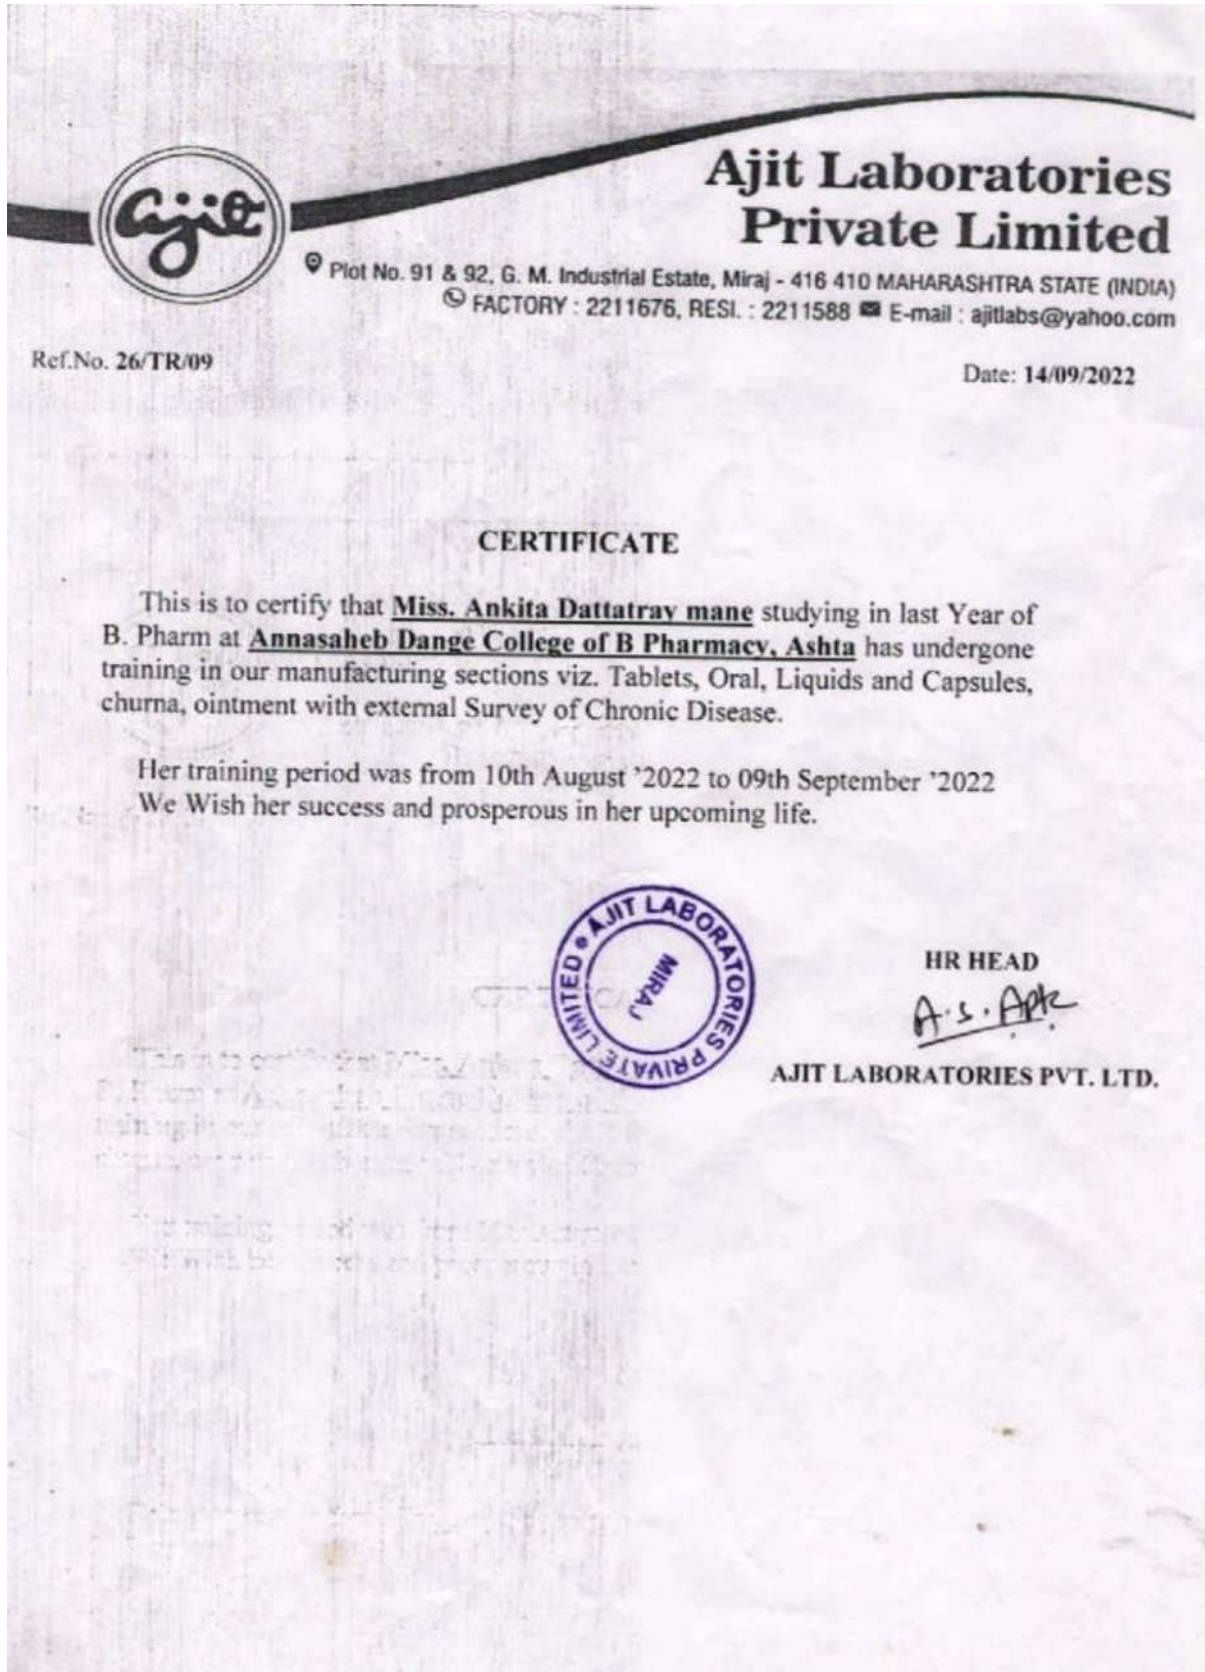 ajit
Ajit Laboratories
Private Limited
Plot No. 91 & 92, G. M. Industrial Estate, Miraj - 416 410 MAHARASHTRA STATE (INDIA)
FACTORY : 2211676, RESI. : 2211588 E-mail : ajitlabs@yahoo.com
Ref.No. 26/TR/09
Date: 14/09/2022
CERTIFICATE
This is to certify that Miss. Ankita Dattatray mane studying in last Year of
B. Pharm at Annasaheb Dange College of B Pharmacy, Ashta has undergone
training in our manufacturing sections viz. Tablets, Oral, Liquids and Capsules,
churna, ointment with external Survey of Chronic Disease.
Her training period was from 10th August '2022 to 09th September '2022
We Wish her success and prosperous in her upcoming life.
AJIT LABORATORIES PRIVATE LIMITED
MIRAJ
HR HEAD
A.S. Apte
AJIT LABORATORIES PVT. LTD.